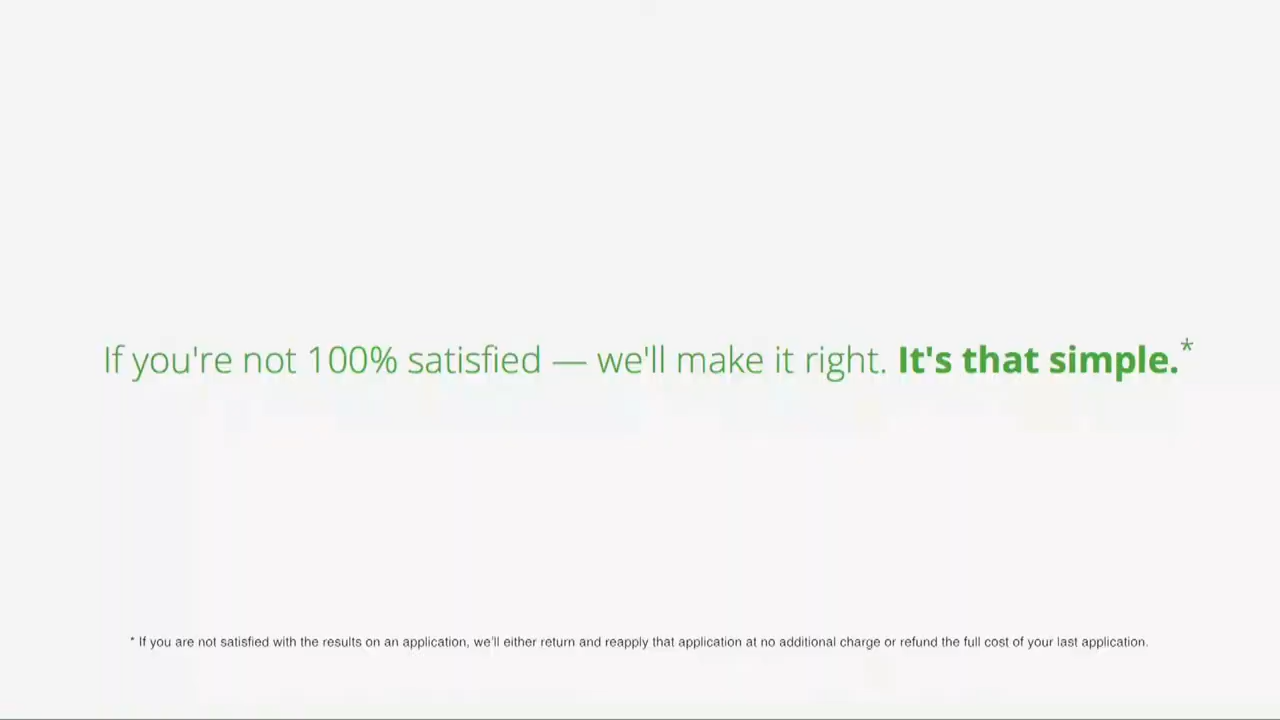 If you're not 100% satisfied — we'll make it right. It's that simple.*
* If you are not satisfied with the results on an application, we'll either return and reapply that application at no additional charge or refund the full cost of your last application.